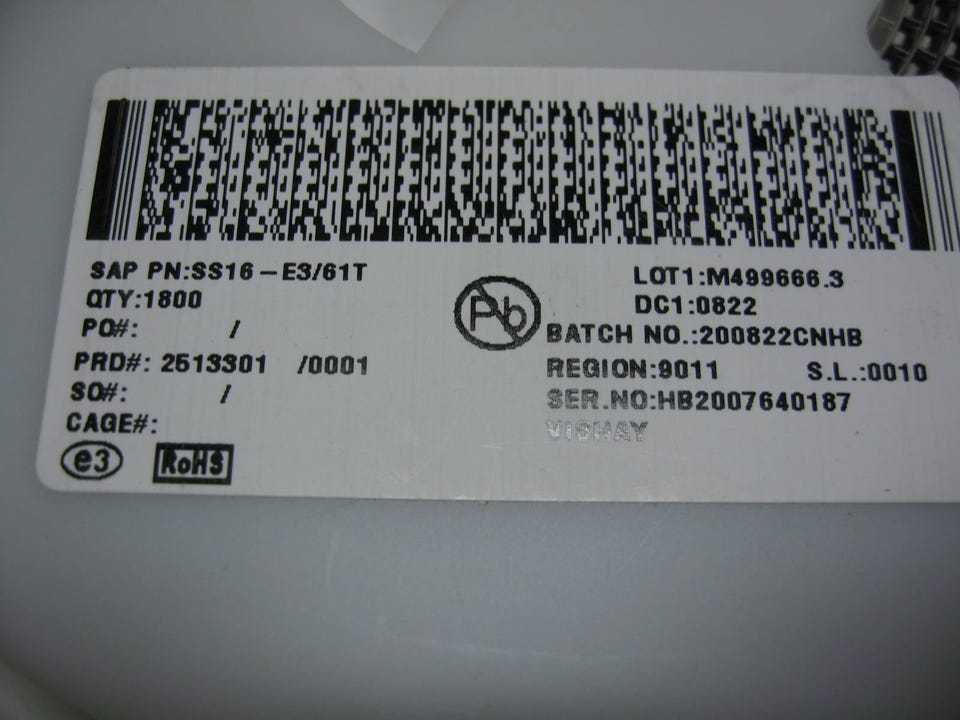 SAP PN:SS16-E3/61T
QTY:1800
PO#: /
PRD#: 2513301 /0001
SO#: /
CAGE#:
e3 RoHS
Pb
LOT1:M499666.3
DC1:0822
BATCH NO.:200822CNHB
REGION:9011 S.L.:0010
SER.NO:HB2007640187
VISHAY